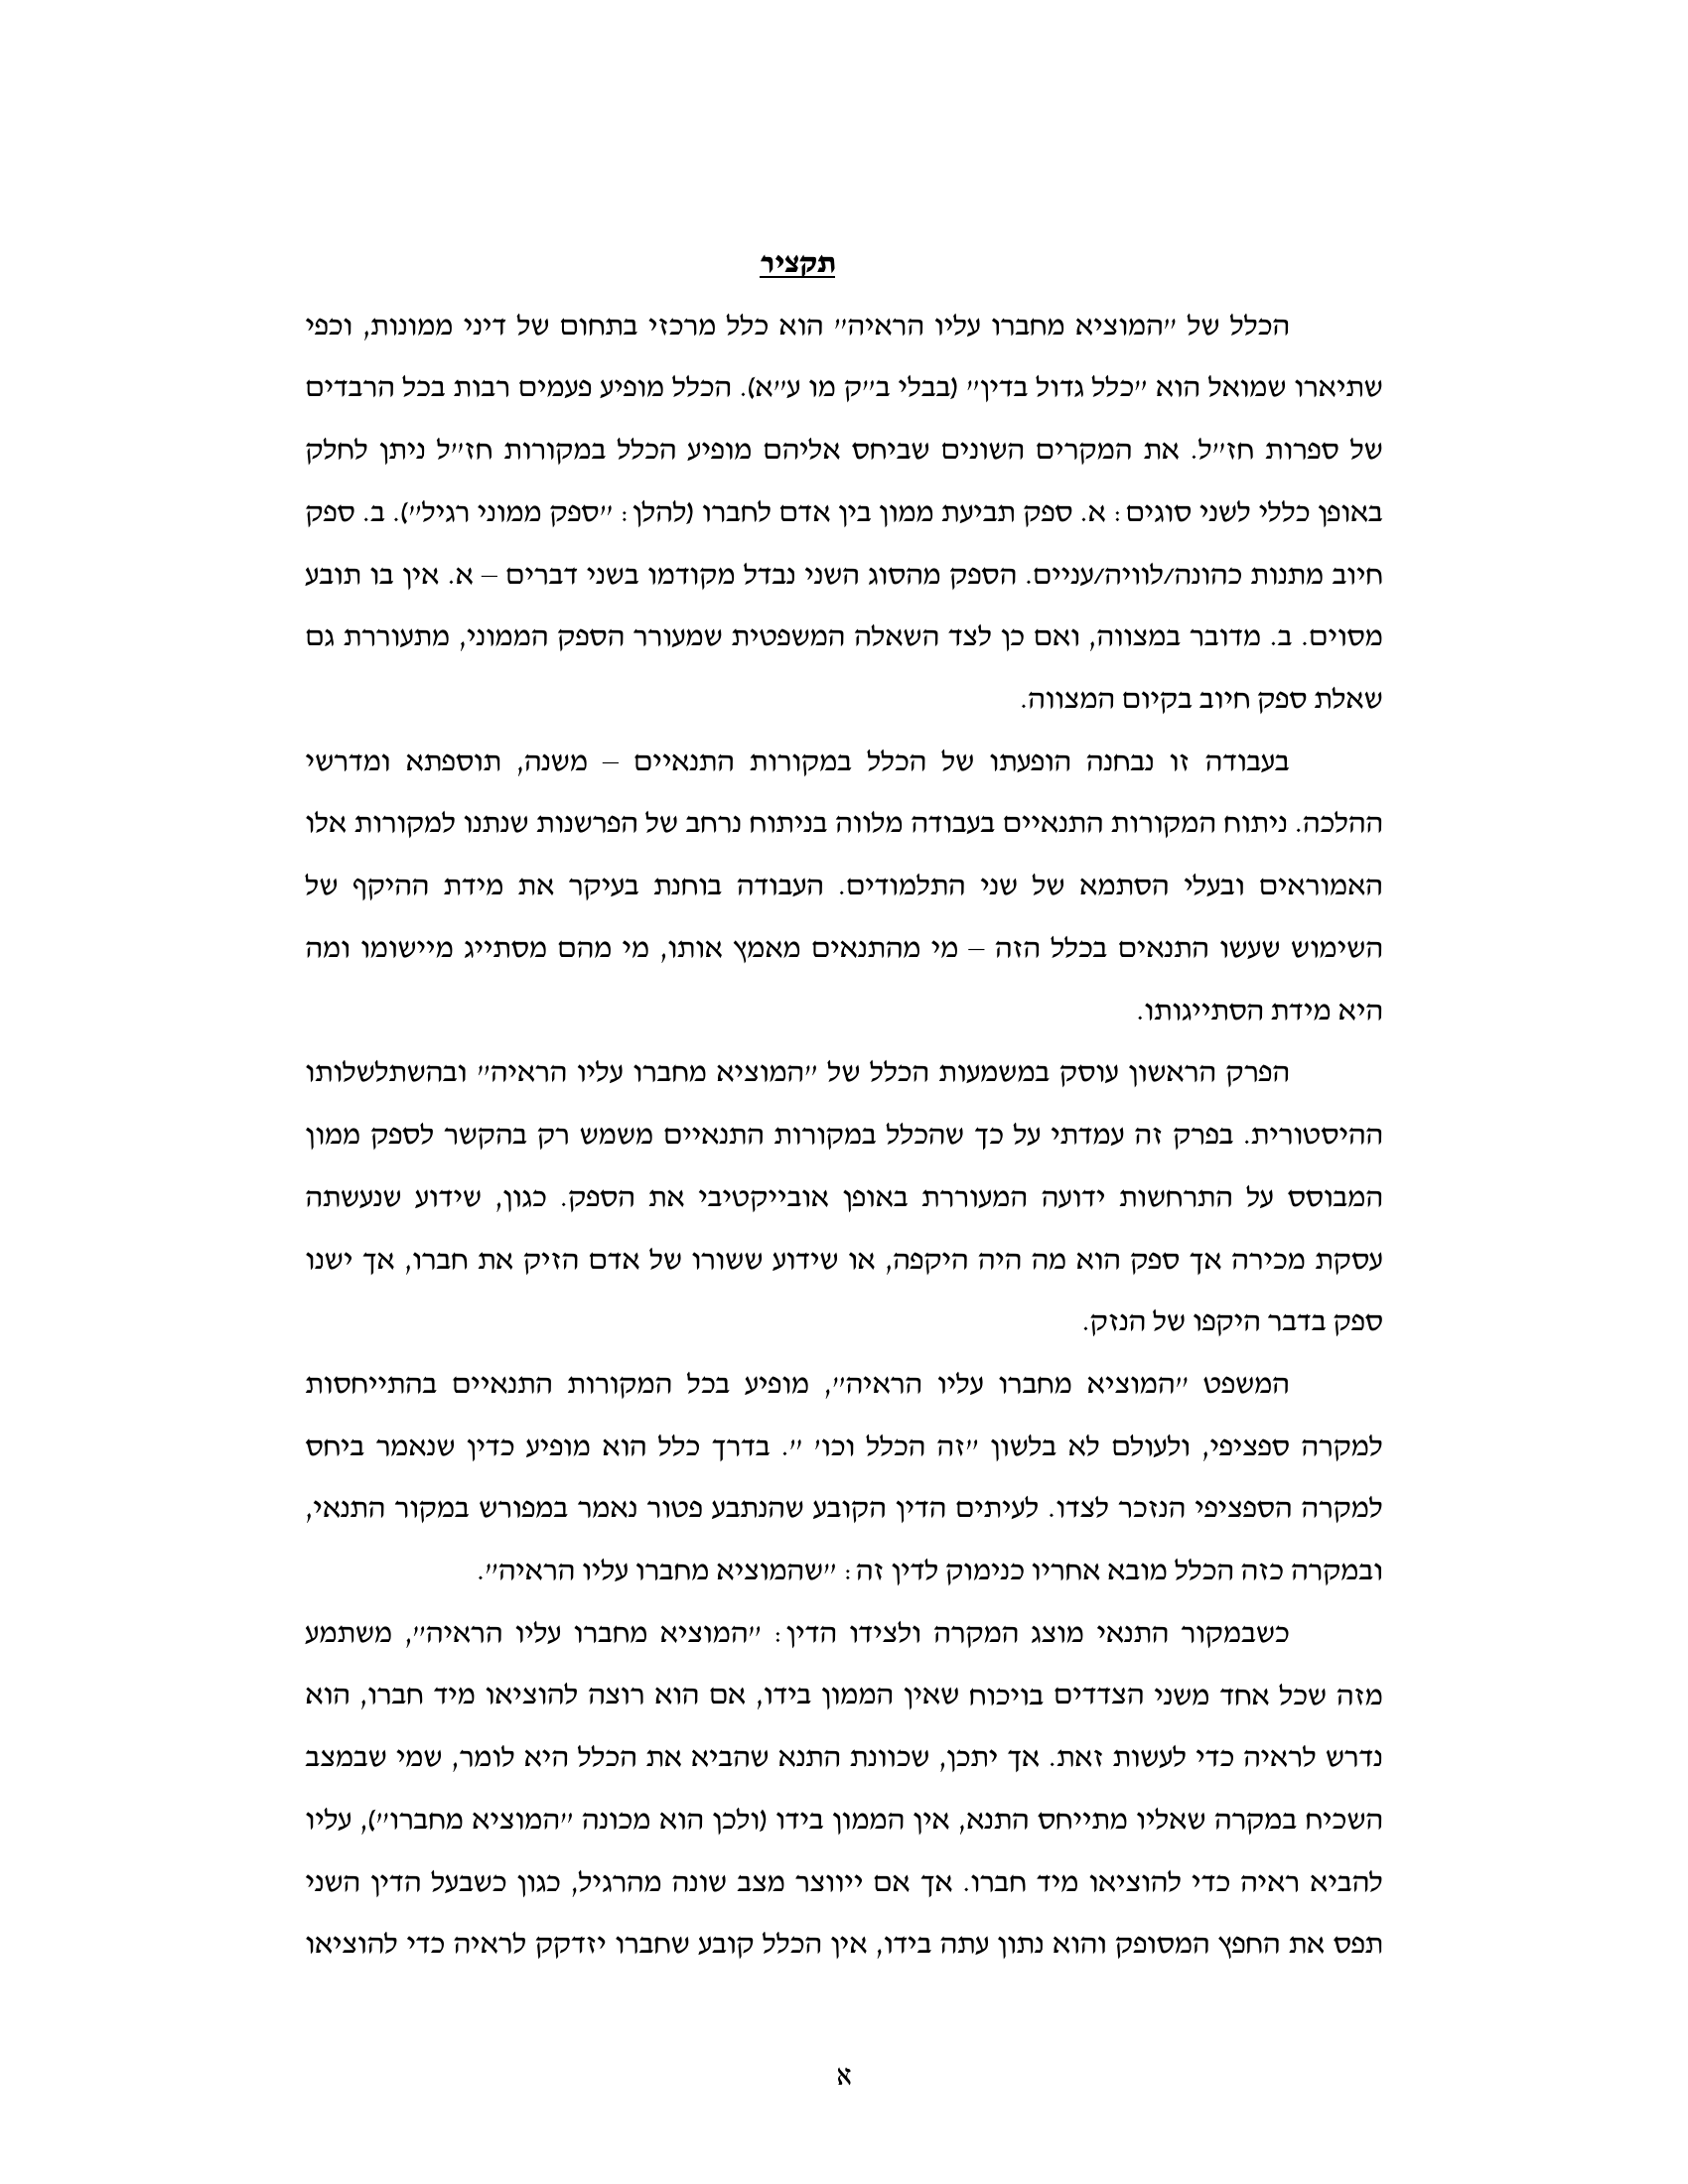 תקציר
הכלל של "המוציא מחברו עליו הראיה" הוא כלל מרכזי בתחום של דיני ממונות, וכפי
שתיארו שמואל הוא "כלל גדול בדין" (בבלי ב"ק מו ע"א). הכלל מופיע פעמים רבות בכל הרבדים
של ספרות חז"ל. את המקרים השונים שביחס אליהם מופיע הכלל במקורות חז"ל ניתן לחלק
באופן כללי לשני סוגים: א. ספק תביעת ממון בין אדם לחברו (להלן: "ספק ממוני רגיל"). ב. ספק
חיוב מתנות כהונה/לוויה/עניים. הספק מהסוג השני נבדל מקודמו בשני דברים – א. אין בו תובע
מסוים. ב. מדובר במצווה, ואם כן לצד השאלה המשפטית שמעורר הספק הממוני, מתעוררת גם
שאלת ספק חיוב בקיום המצווה.
בעבודה זו נבחנה הופעתו של הכלל במקורות התנאיים – משנה, תוספתא ומדרשי
ההלכה. ניתוח המקורות התנאיים בעבודה מלווה בניתוח נרחב של הפרשנות שנתנו למקורות אלו
האמוראים ובעלי הסתמא של שני התלמודים. העבודה בוחנת בעיקר את מידת ההיקף של
השימוש שעשו התנאים בכלל הזה – מי מהתנאים מאמץ אותו, מי מהם מסתייג מיישומו ומה
היא מידת הסתייגותו.
הפרק הראשון עוסק במשמעות הכלל של "המוציא מחברו עליו הראיה" ובהשתלשלותו
ההיסטורית. בפרק זה עמדתי על כך שהכלל במקורות התנאיים משמש רק בהקשר לספק ממון
המבוסס על התרחשות ידועה המעוררת באופן אובייקטיבי את הספק. כגון, שידוע שנעשתה
עסקת מכירה אך ספק הוא מה היה היקפה, או שידוע ששורו של אדם הזיק את חברו, אך ישנו
ספק בדבר היקפו של הנזק.
המשפט "המוציא מחברו עליו הראיה", מופיע בכל המקורות התנאיים בהתייחסות
למקרה ספציפי, ולעולם לא בלשון "זה הכלל וכו' ". בדרך כלל הוא מופיע כדין שנאמר ביחס
למקרה הספציפי הנזכר לצדו. לעיתים הדין הקובע שהנתבע פטור נאמר במפורש במקור התנאי,
ובמקרה כזה הכלל מובא אחריו כנימוק לדין זה: "שהמוציא מחברו עליו הראיה".
כשבמקור התנאי מוצג המקרה ולצידו הדין: "המוציא מחברו עליו הראיה", משתמע
מזה שכל אחד משני הצדדים בויכוח שאין הממון בידו, אם הוא רוצה להוציאו מיד חברו, הוא
נדרש לראיה כדי לעשות זאת. אך יתכן, שכוונת התנא שהביא את הכלל היא לומר, שמי שבמצב
השכיח במקרה שאליו מתייחס התנא, אין הממון בידו (ולכן הוא מכונה "המוציא מחברו"), עליו
להביא ראיה כדי להוציאו מיד חברו. אך אם ייווצר מצב שונה מהרגיל, כגון כשבעל הדין השני
תפס את החפץ המסופק והוא נתון עתה בידו, אין הכלל קובע שחברו יזדקק לראיה כדי להוציאו
א